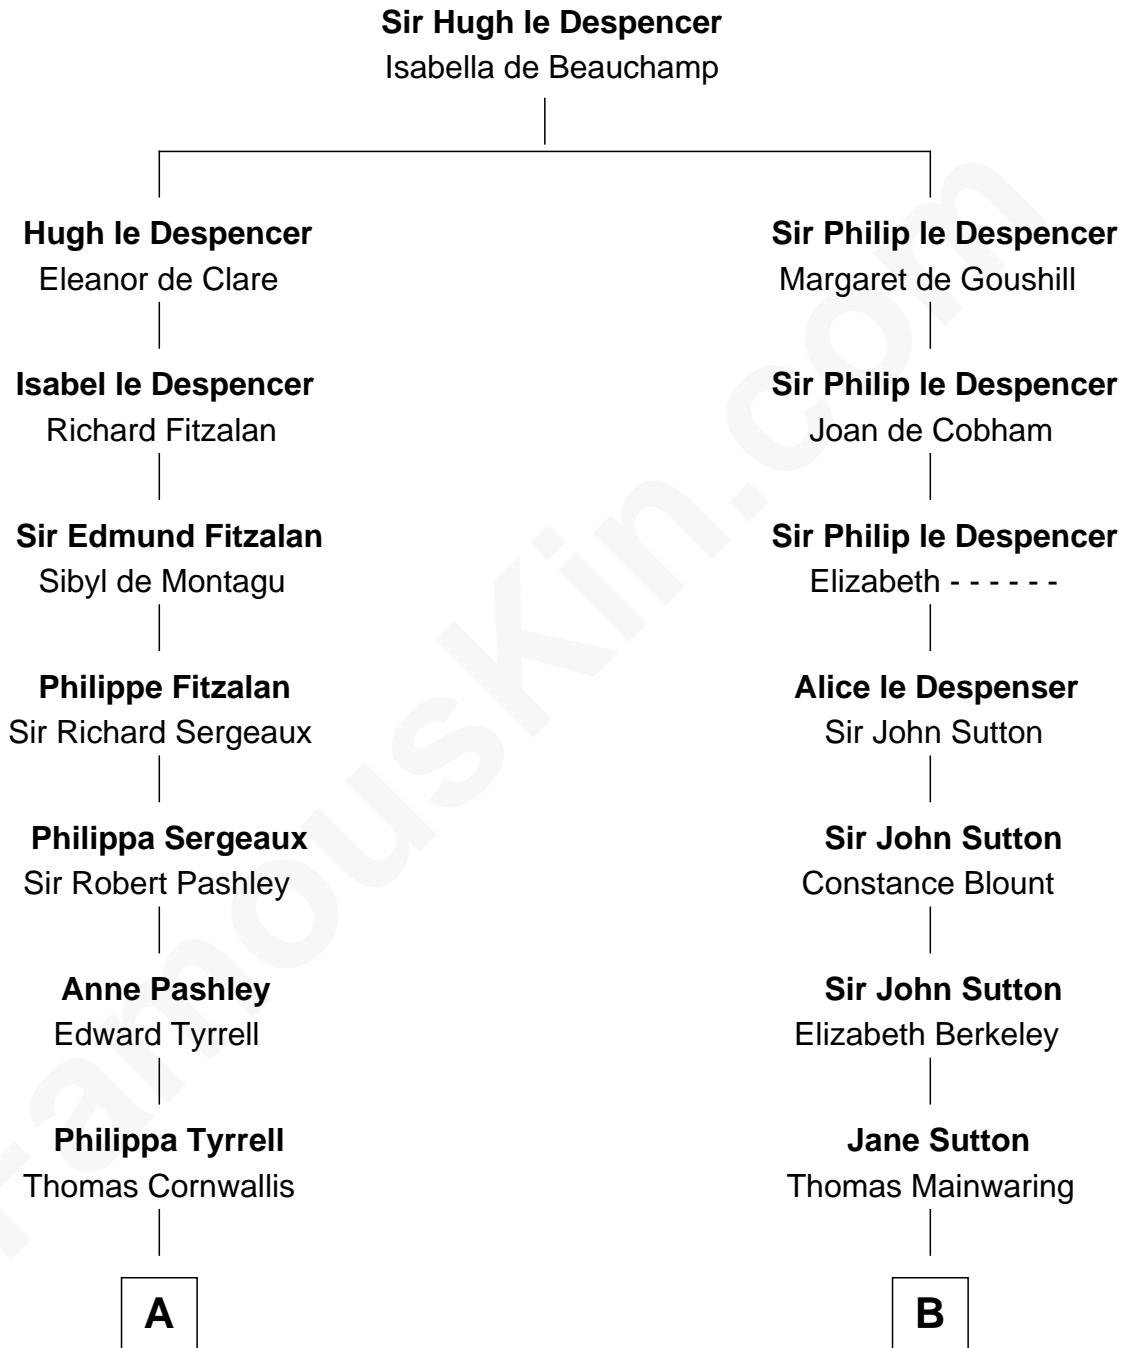 Sir Hugh le Despencer
Isabella de Beauchamp
Hugh le Despencer
Eleanor de Clare
Sir Philip le Despencer
Margaret de Goushill
Isabel le Despencer
Richard Fitzalan
Sir Philip le Despencer
Joan de Cobham
Sir Edmund Fitzalan
Sibyl de Montagu
Sir Philip le Despencer
Elizabeth - - - - - -
Philippe Fitzalan
Sir Richard Sergeaux
Alice le Despenser
Sir John Sutton
Philippa Sergeaux
Sir Robert Pashley
Sir John Sutton
Constance Blount
Anne Pashley
Edward Tyrrell
Sir John Sutton
Elizabeth Berkeley
Philippa Tyrrell
Thomas Cornwallis
Jane Sutton
Thomas Mainwaring
A
B
FamousKin.com